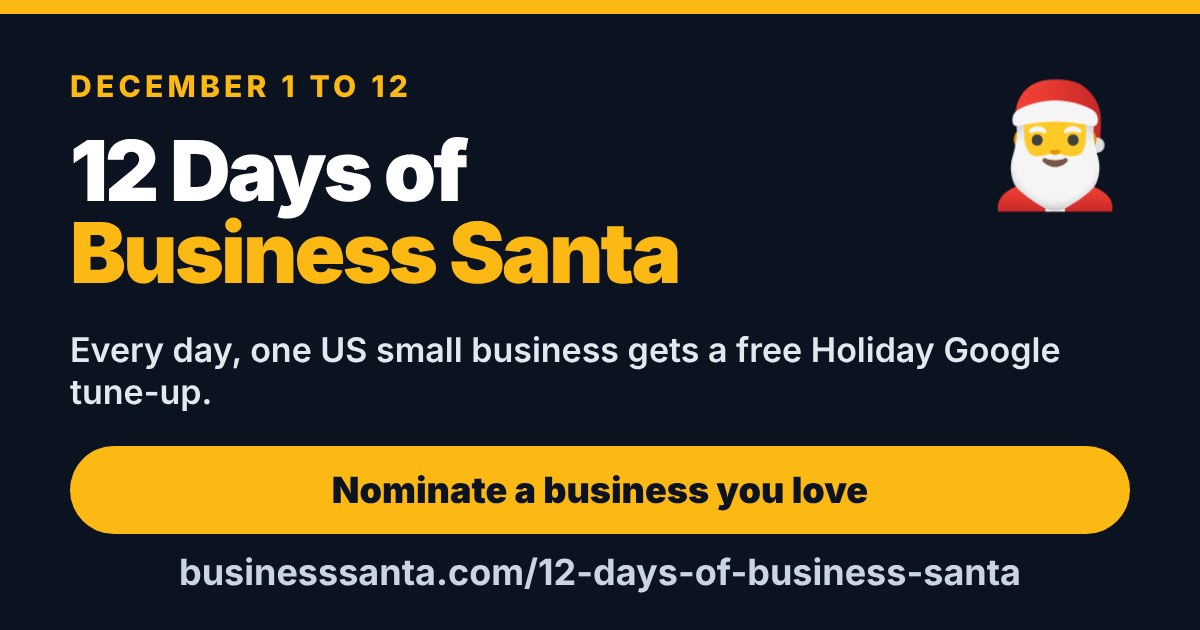 DECEMBER 1 TO 12
12 Days of
Business Santa
Every day, one US small business gets a free Holiday Google
tune-up.
Nominate a business you love
businesssanta.com/12-days-of-business-santa